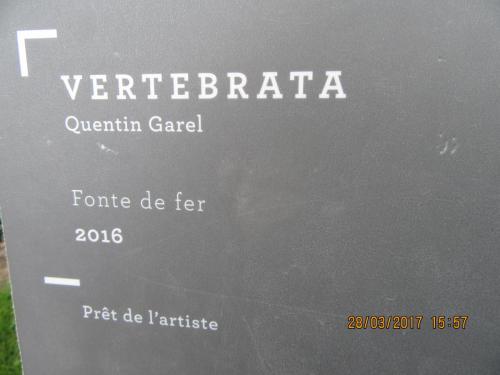 VERTEBRATA
Quentin Garel
Fonte de fer
2016
Prêt de l'artiste
28/03/2017 15:57